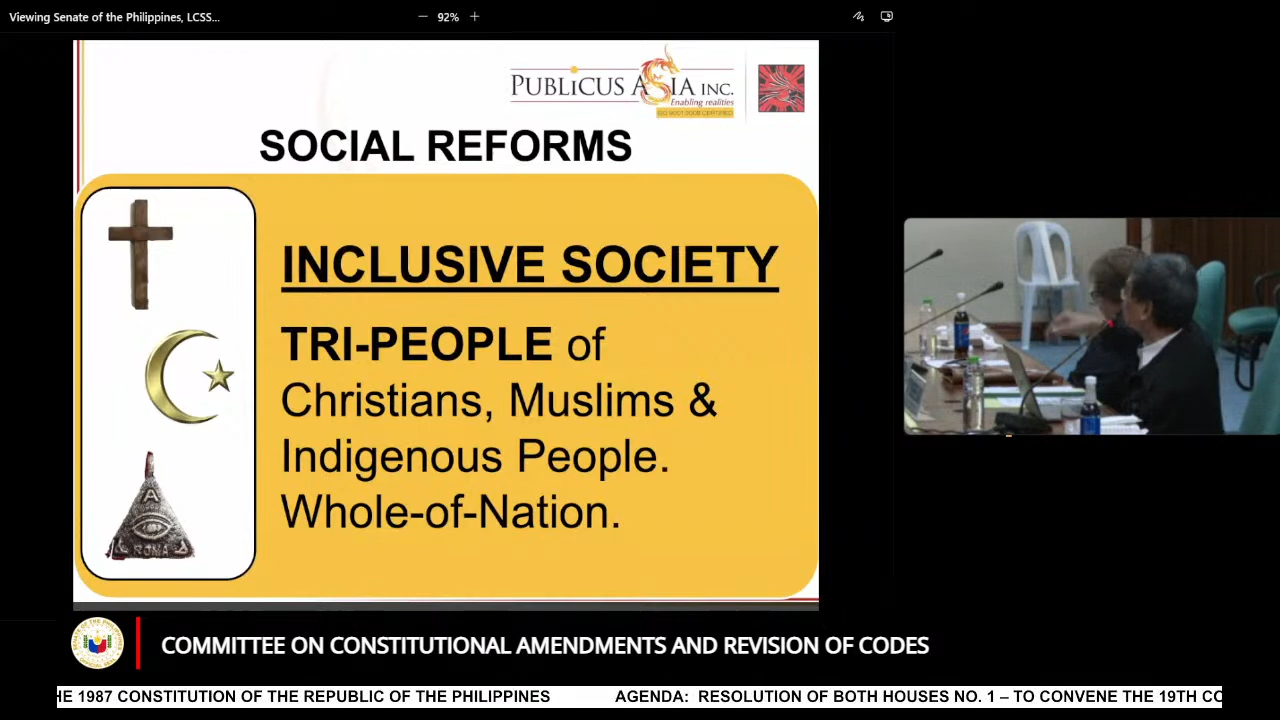 Viewing Senate of the Philippines, LCSS...
92%
PUBLiCUS ASIA INC.
Enabling realities
SOCIAL REFORMS
INCLUSIVE SOCIETY
TRI-PEOPLE of
Christians, Muslims &
Indigenous People.
Whole-of-Nation.
A
ROMA
COMMITTEE ON CONSTITUTIONAL AMENDMENTS AND REVISION OF CODES
HE 1987 CONSTITUTION OF THE REPUBLIC OF THE PHILIPPINES AGENDA: RESOLUTION OF BOTH HOUSES NO. 1 – TO CONVENE THE 19TH CO